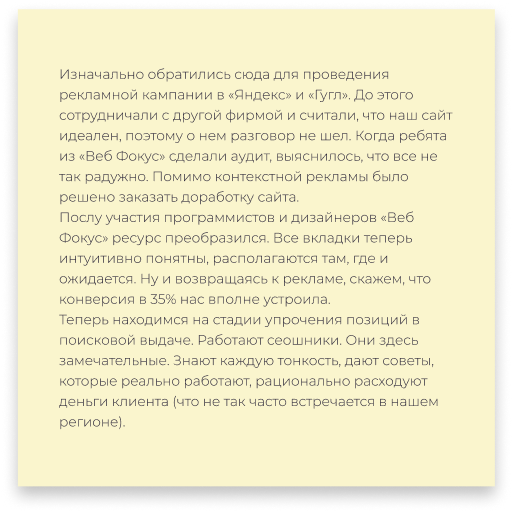 Изначально обратились сюда для проведения
рекламной кампании в «Яндекс» и «Гугл». До этого
сотрудничали с другой фирмой и считали, что наш сайт
идеален, поэтому о нем разговор не шел. Когда ребята
из «Веб Фокус» сделали аудит, выяснилось, что все не
так радужно. Помимо контекстной рекламы было
решено заказать доработку сайта.
Послу участия программистов и дизайнеров «Веб
Фокус» ресурс преобразился. Все вкладки теперь
интуитивно понятны, располагаются там, где и
ожидается. Ну и возвращаясь к рекламе, скажем, что
конверсия в 35% нас вполне устроила.
Теперь находимся на стадии упрочения позиций в
поисковой выдаче. Работают сеошники. Они здесь
замечательные. Знают каждую тонкость, дают советы,
которые реально работают, рационально расходуют
деньги клиента (что не так часто встречается в нашем
регионе).